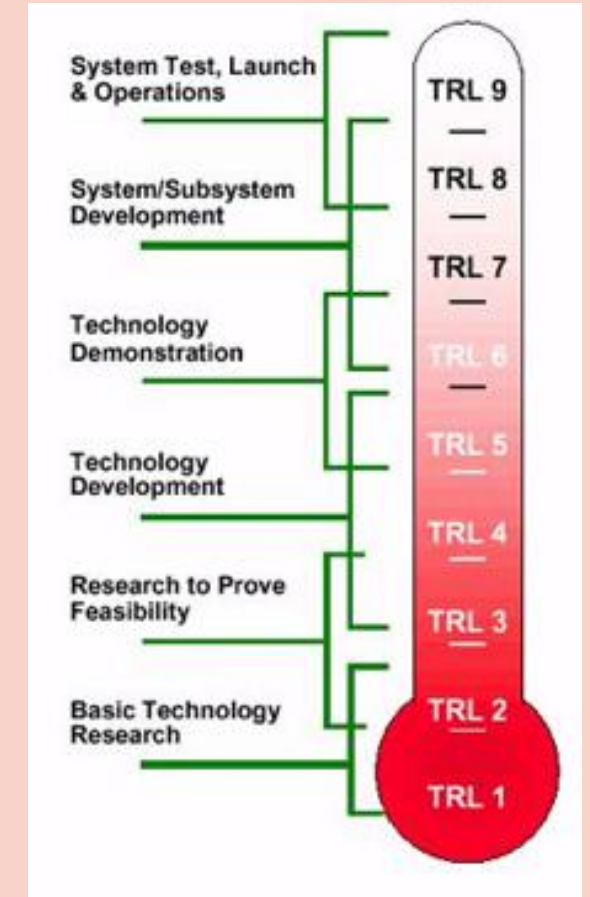 System Test, Launch
& Operations
System/Subsystem
Development
Technology
Demonstration
Technology
Development
Research to Prove
Feasibility
Basic Technology
Research
TRL 9
TRL 8
TRL 7
TRL 6
TRL 5
TRL 4
TRL 3
TRL 2
TRL 1